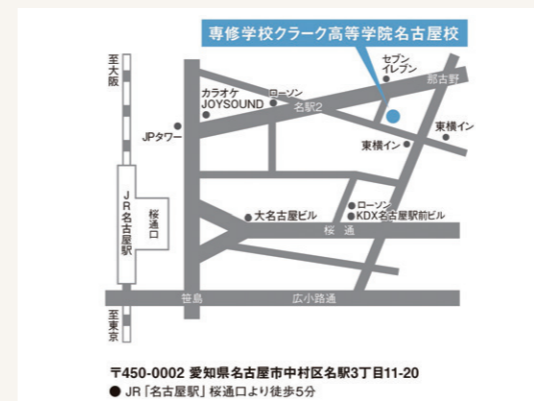 専修学校クラーク高等学院名古屋校
至大阪
セブン
イレブン
那古野
カラオケ
JOYSOUND
ローソン
名駅2
JPタワー
東横イン
東横イン
JR名古屋駅
桜通口
大名古屋ビル
ローソン
KDX名古屋駅前ビル
桜通
笹島
広小路通
至東京
〒450-0002 愛知県名古屋市中村区名駅3丁目11-20
● JR「名古屋駅」桜通口より徒歩5分